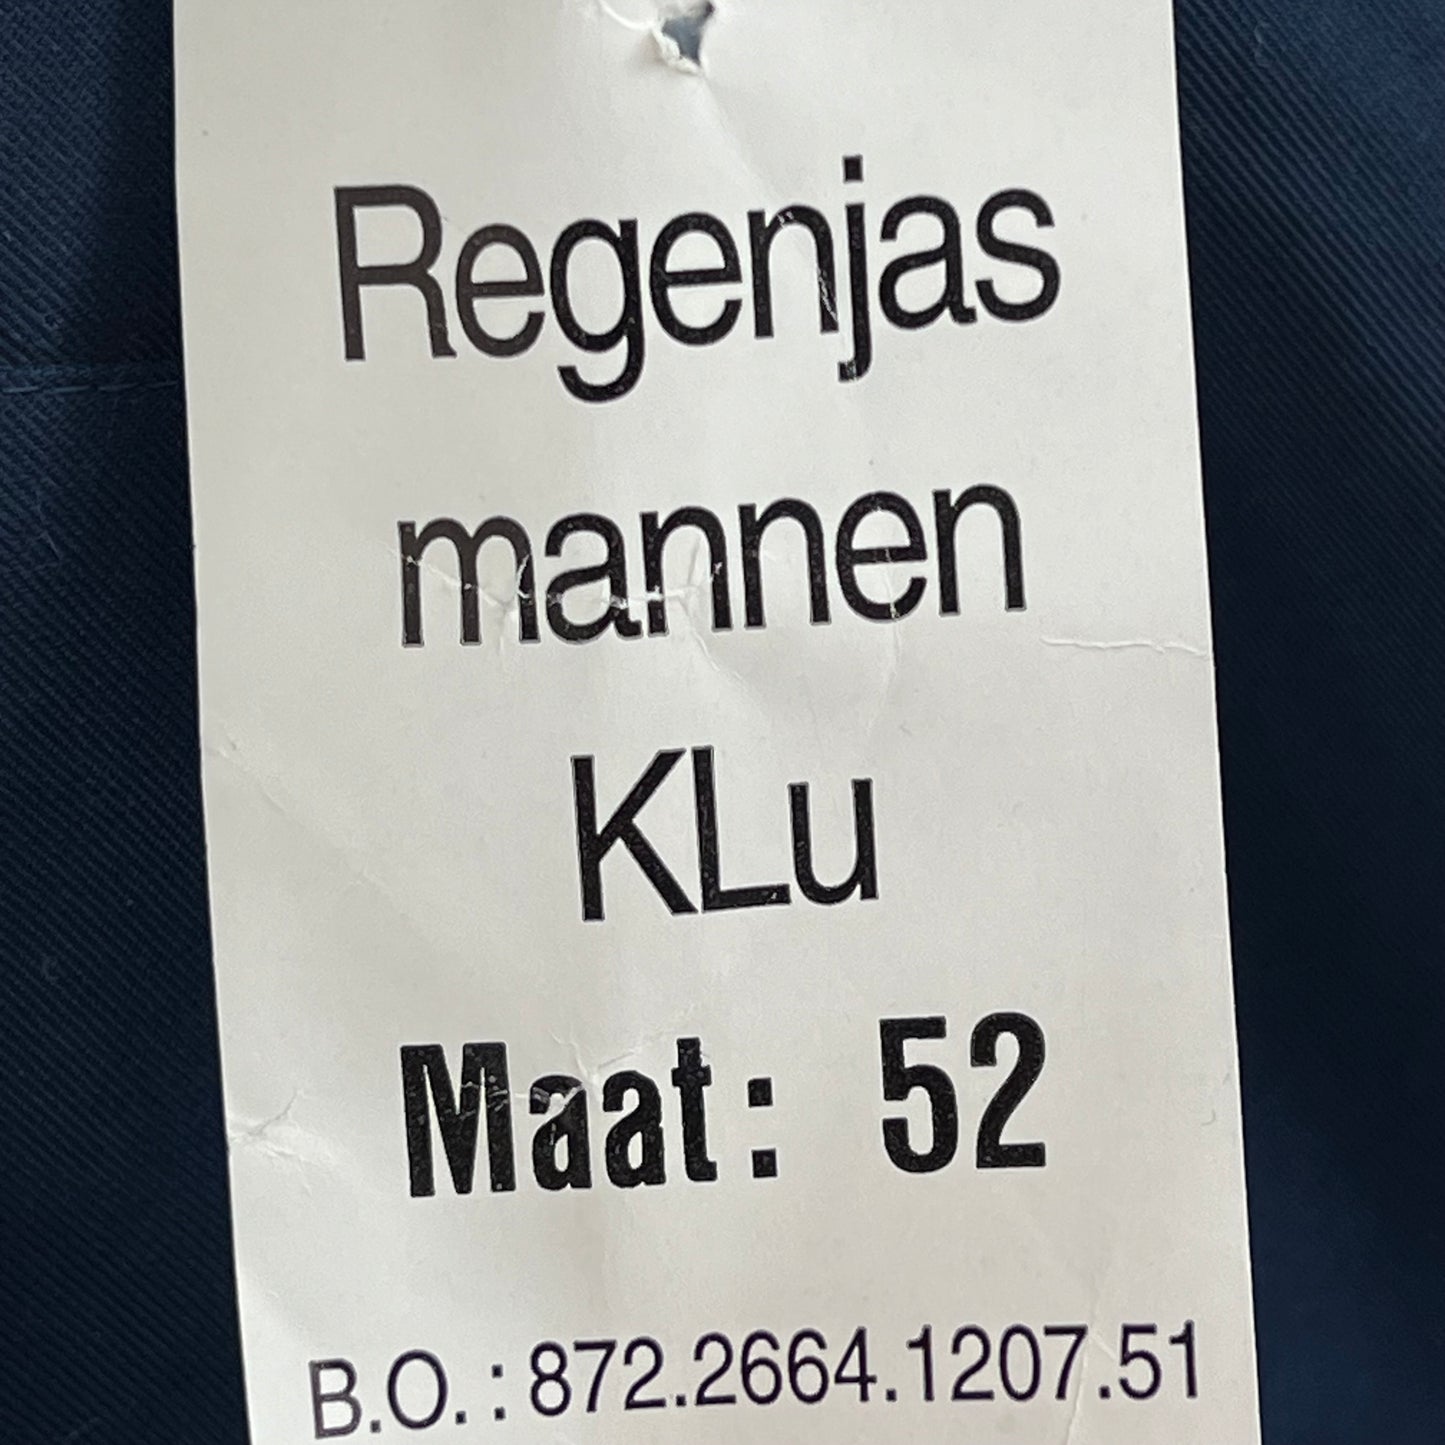 Regenjas
mannen
KLu
Maat: 52
B.O.: 872.2664.1207.51